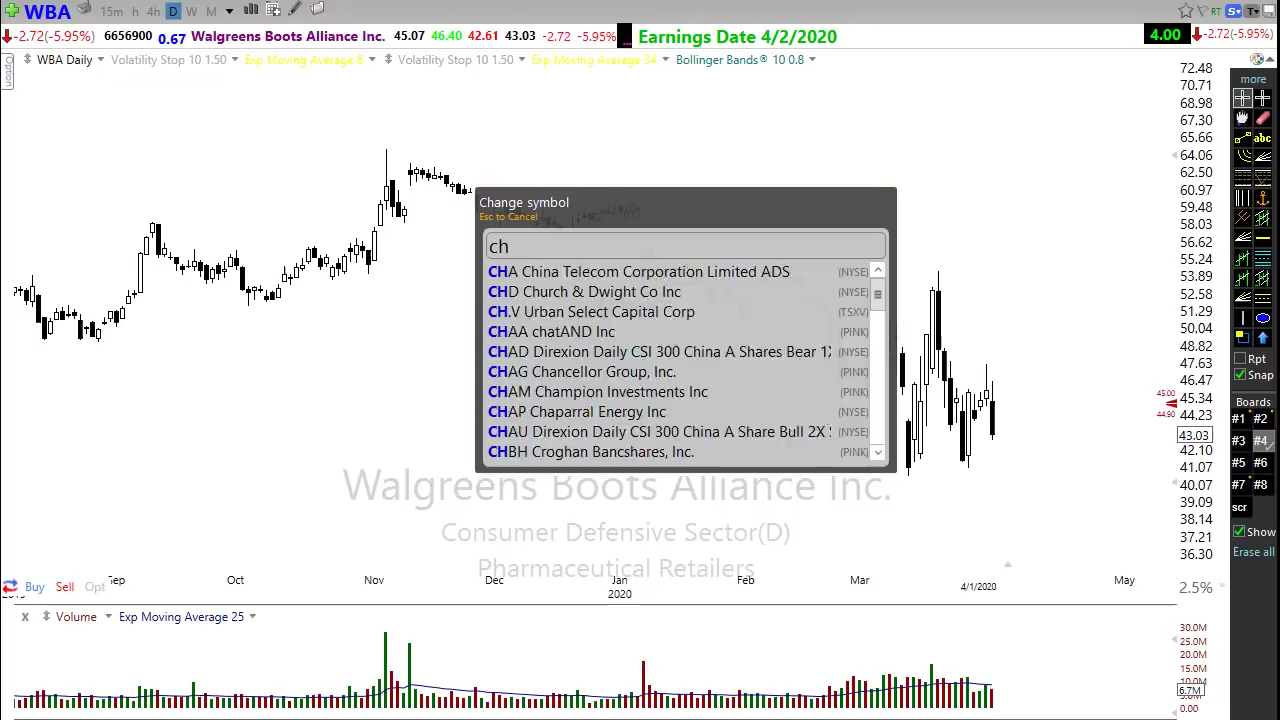 WBA 15m h 4h D W M RT S T
-2.72(-5.95%) 6656900 0.67 Walgreens Boots Alliance Inc. 45.07 46.40 42.61 43.03 -2.72 -5.95% Earnings Date 4/2/2020 4.00 -2.72(-5.95%)
Option
WBA Daily Volatility Stop 10 1.50 Exp Moving Average 8 Volatility Stop 10 1.50 Exp Moving Average 34 Bollinger Bands® 10 0.8
72.48
70.71
68.98
67.30
65.66
64.06
62.50
60.97
59.48
58.03
56.62
55.24
53.89
52.58
51.29
50.04
48.82
47.63
46.47
45.34
44.23
43.03
42.10
41.07
40.07
39.09
38.14
37.21
36.30
45.00
44.90
Change symbol
Esc to Cancel
ch
CHA China Telecom Corporation Limited ADS (NYSE)
CHD Church & Dwight Co Inc (NYSE)
CH.V Urban Select Capital Corp (TSXV)
CHAA chatAND Inc (PINK)
CHAD Direxion Daily CSI 300 China A Shares Bear 1X (NYSE)
CHAG Chancellor Group, Inc. (PINK)
CHAM Champion Investments Inc (PINK)
CHAP Chaparral Energy Inc (NYSE)
CHAU Direxion Daily CSI 300 China A Share Bull 2X (NYSE)
CHBH Croghan Bancshares, Inc. (PINK)
Walgreens Boots Alliance Inc.
Consumer Defensive Sector(D)
Pharmaceutical Retailers
Buy Sell Opt
Sep Oct Nov Dec Jan Feb Mar 4/1/2020 May
2020
2.5%
X Volume Exp Moving Average 25
30.0M
25.0M
20.0M
15.0M
10.0M
6.7M
0.00
more
abc
Rpt
Snap
Boards
#1 #2
#3 #4
#5 #6
#7 #8
scr
Show
Erase all